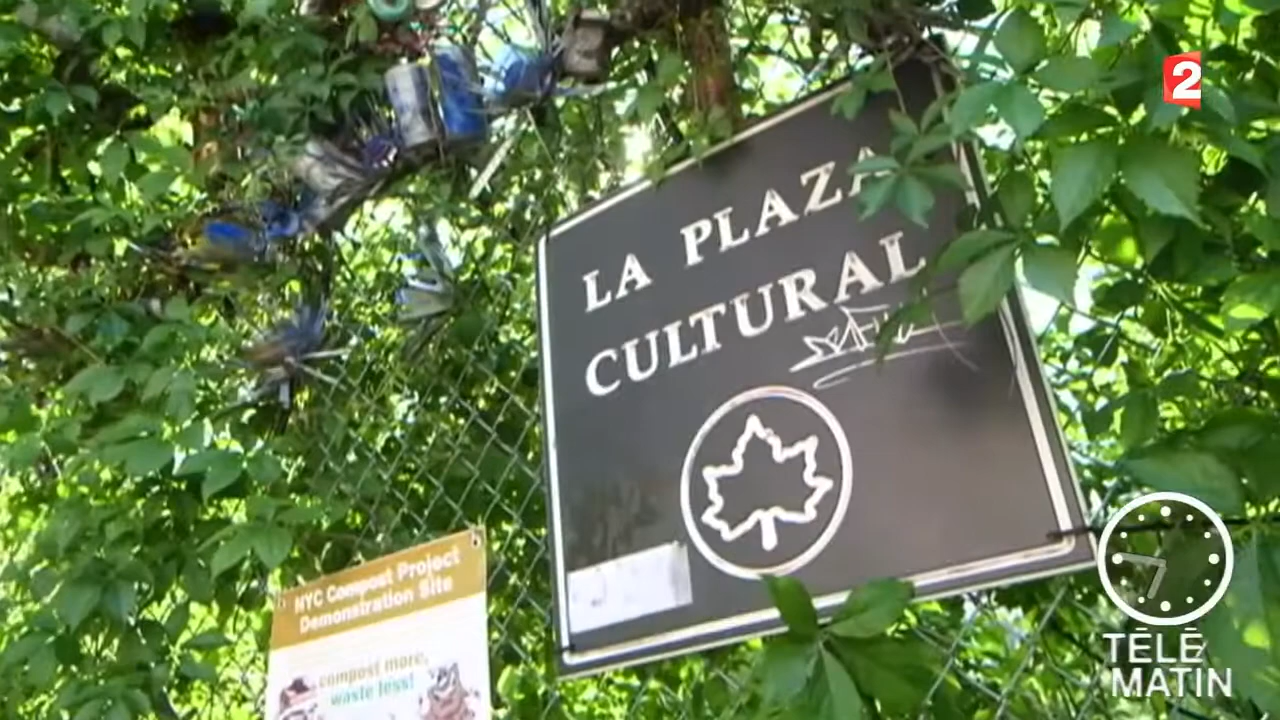 2
LA PLAZA
CULTURAL
NYC Compost Project
Demonstration Site
compost more,
waste less!
TÉLÉ
MATIN